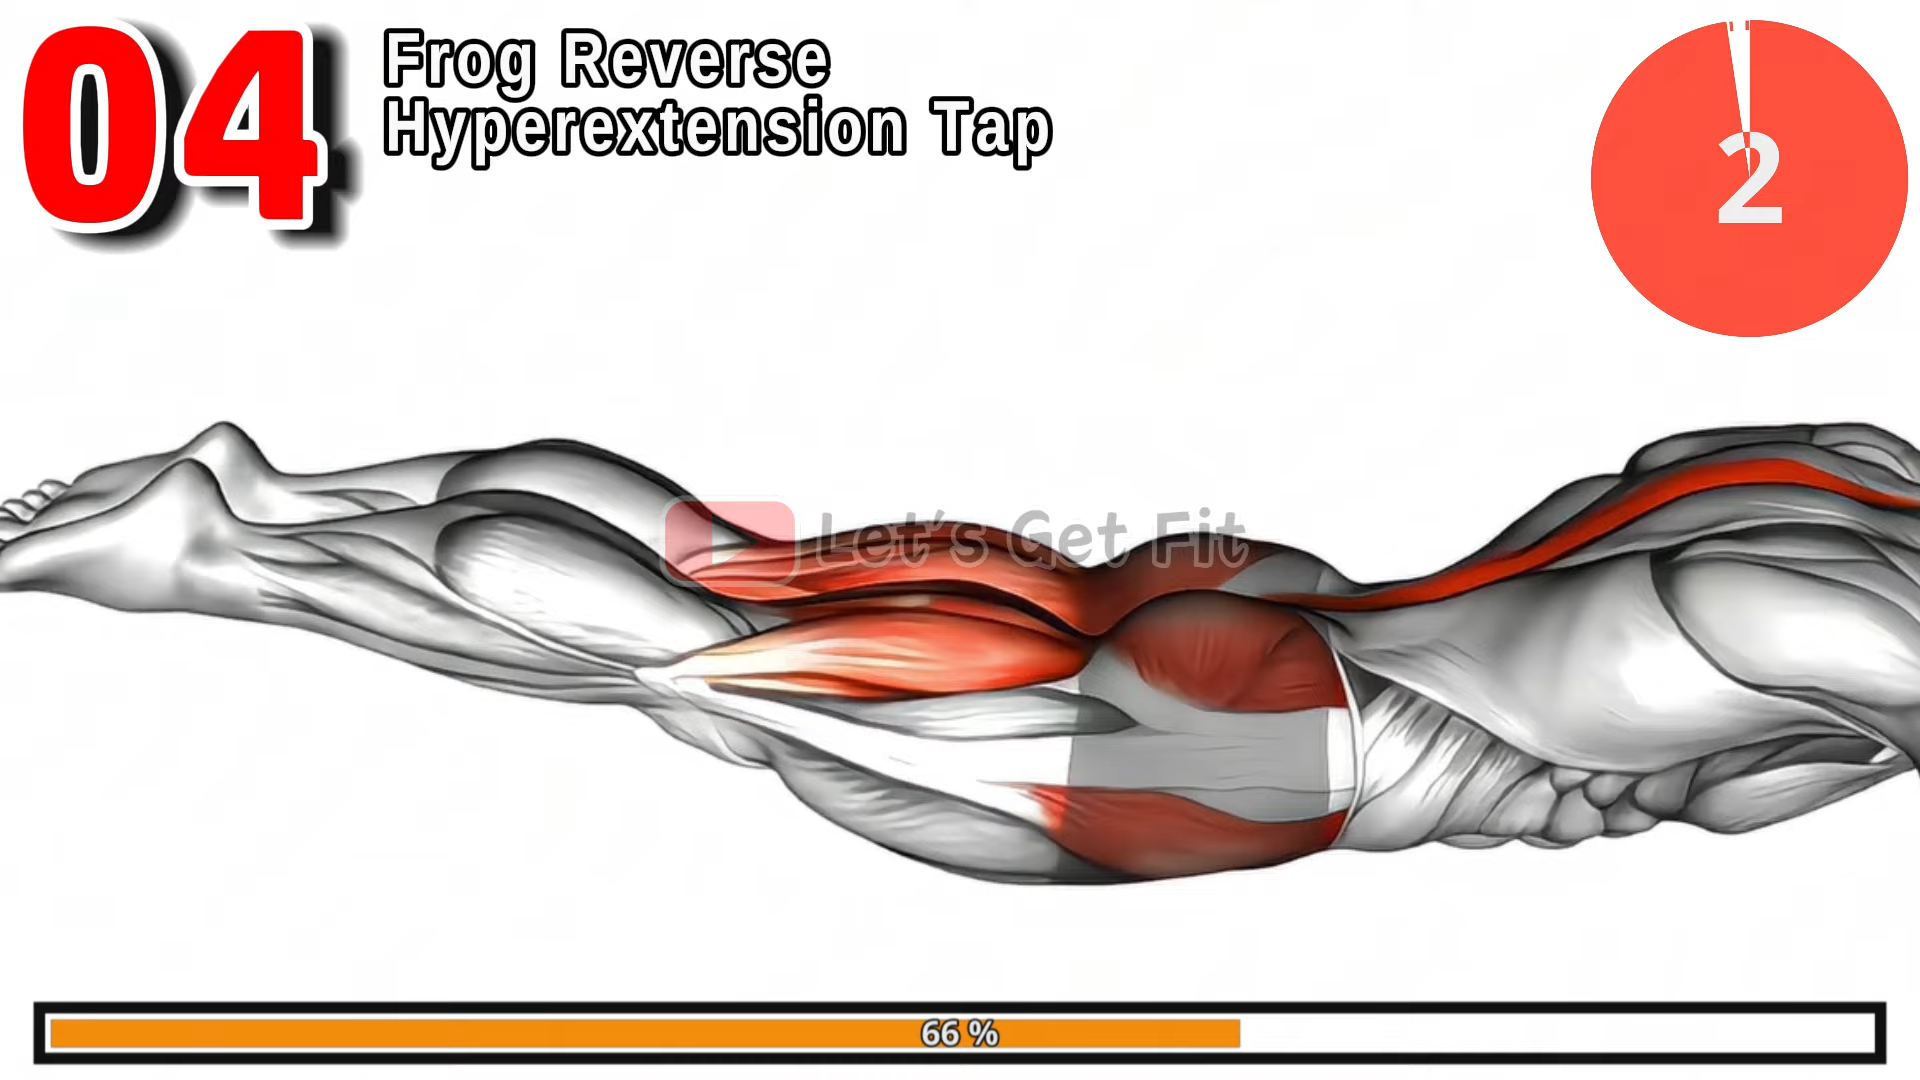 04
Frog Reverse
Hyperextension Tap
2
Let's Get Fit
66 %